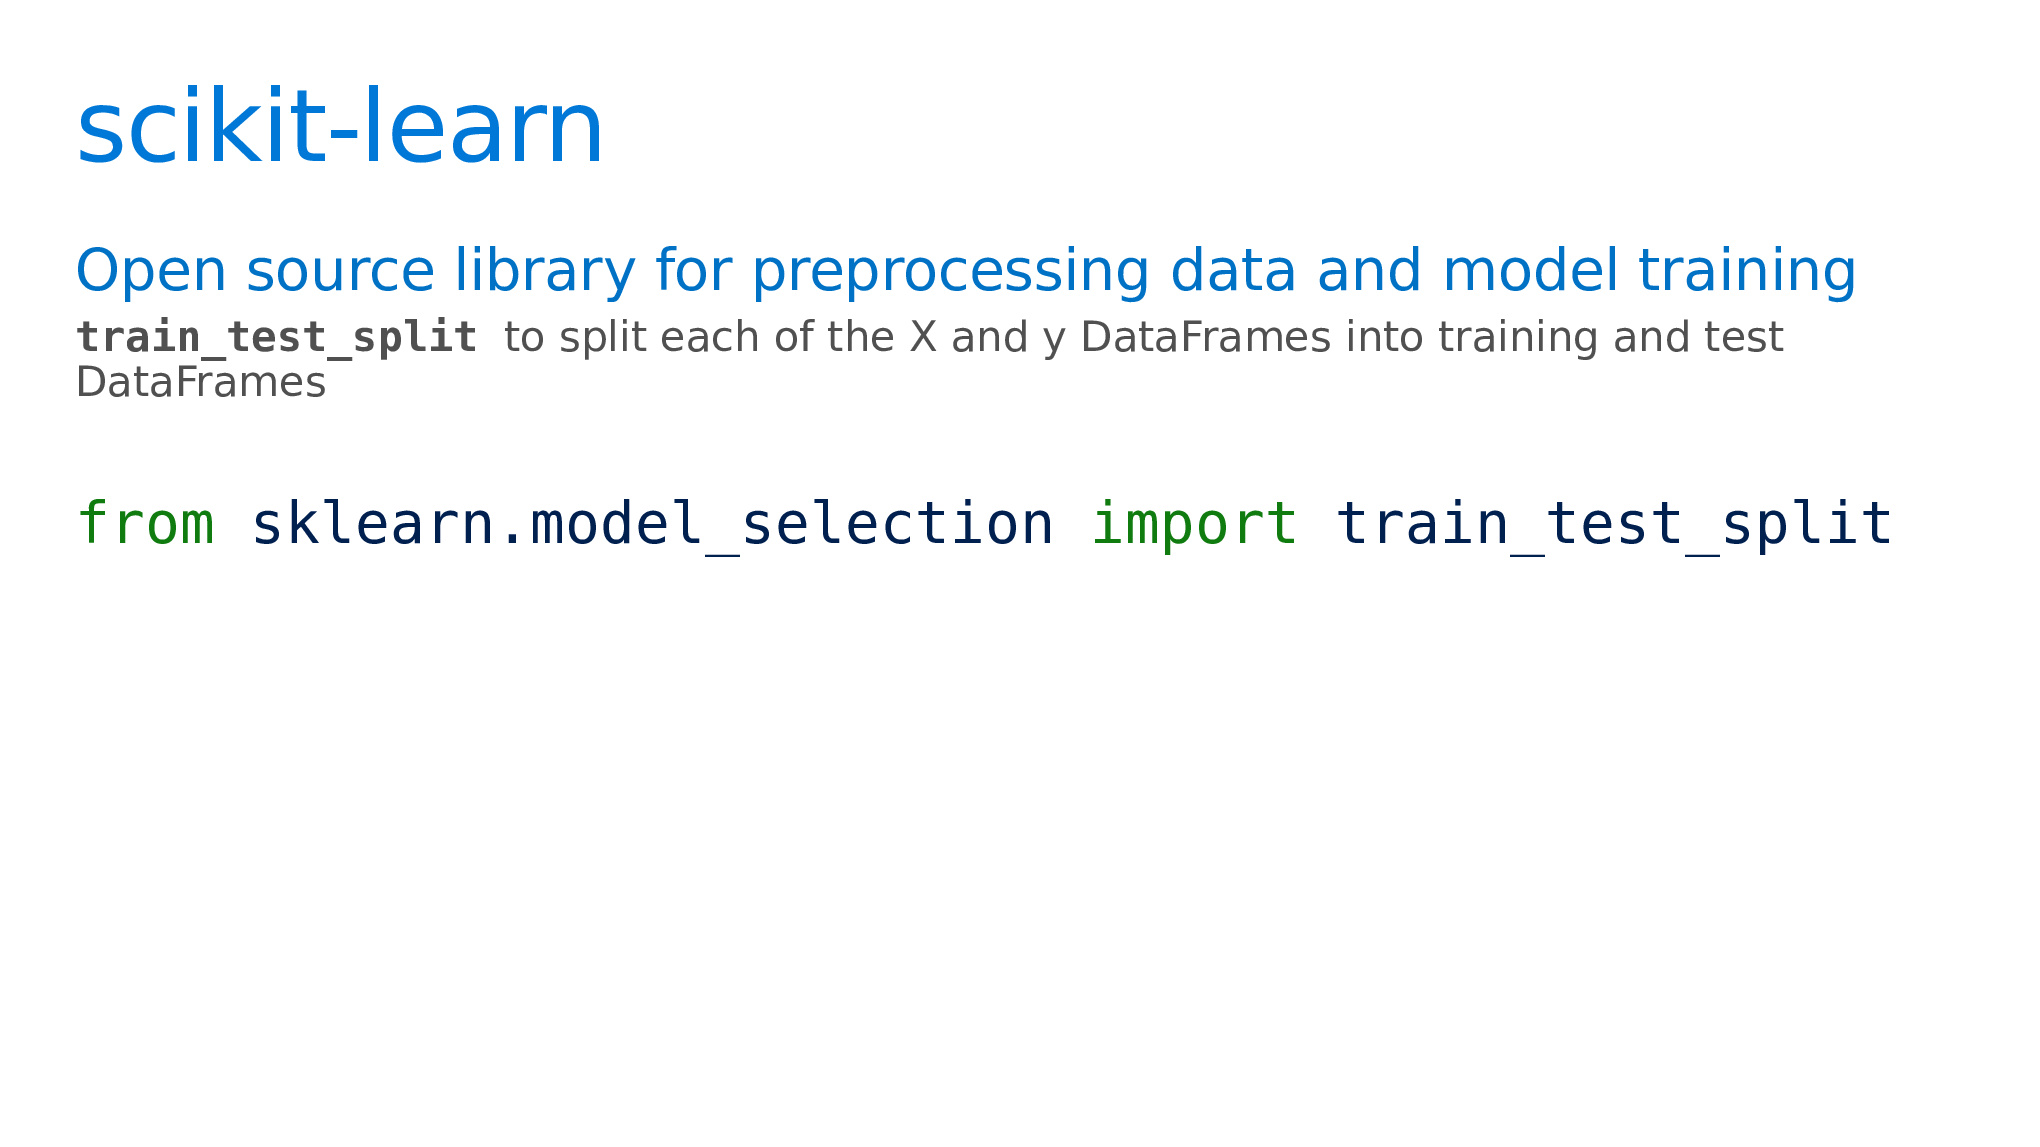 scikit-learn
Open source library for preprocessing data and model training
train_test_split to split each of the X and y DataFrames into training and test
DataFrames
from sklearn.model_selection import train_test_split